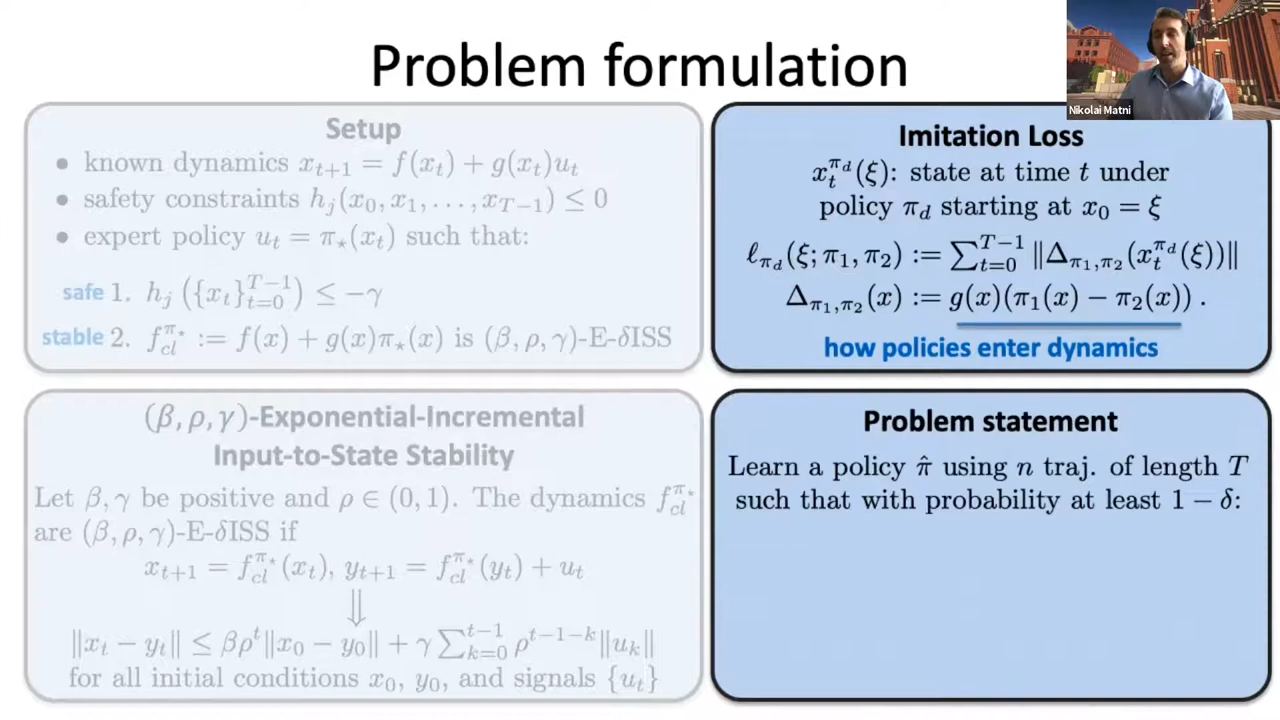 Problem formulation
Nikolai Matni
Setup
• known dynamics x_{t+1} = f(x_t) + g(x_t)u_t
• safety constraints h_j(x_0, x_1, . . . , x_{T−1}) ≤ 0
• expert policy u_t = π_⋆(x_t) such that:
safe 1. h_j({x_t}_{t=0}^{T−1}) ≤ −γ
stable 2. f_{cl}^{π_⋆} := f(x) + g(x)π_⋆(x) is (β, ρ, γ)-E-δISS
Imitation Loss
x_t^{π_d}(ξ): state at time t under
policy π_d starting at x_0 = ξ
ℓ_{π_d}(ξ; π_1, π_2) := ∑_{t=0}^{T−1} ‖Δ_{π_1,π_2}(x_t^{π_d}(ξ))‖
Δ_{π_1,π_2}(x) := g(x)(π_1(x) − π_2(x)) .
how policies enter dynamics
(β, ρ, γ)-Exponential-Incremental
Input-to-State Stability
Let β, γ be positive and ρ ∈ (0, 1). The dynamics f_{cl}^{π_⋆}
are (β, ρ, γ)-E-δISS if
x_{t+1} = f_{cl}^{π_⋆}(x_t), y_{t+1} = f_{cl}^{π_⋆}(y_t) + u_t
⇓
‖x_t − y_t‖ ≤ βρ^t‖x_0 − y_0‖ + γ ∑_{k=0}^{t−1} ρ^{t−1−k}‖u_k‖
for all initial conditions x_0, y_0, and signals {u_t}
Problem statement
Learn a policy π̂ using n traj. of length T
such that with probability at least 1 − δ: